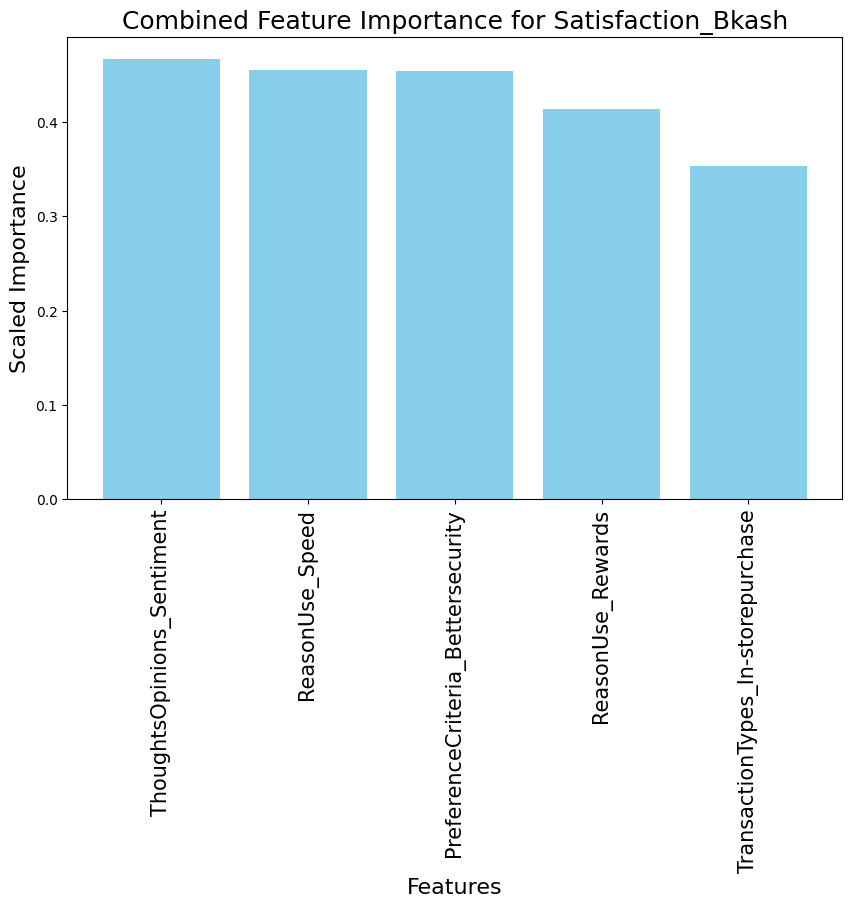 Combined Feature Importance for Satisfaction_Bkash
Scaled Importance
0.4
0.3
0.2
0.1
0.0
ThoughtsOpinions_Sentiment
ReasonUse_Speed
PreferenceCriteria_Bettersecurity
ReasonUse_Rewards
TransactionTypes_In-storepurchase
Features